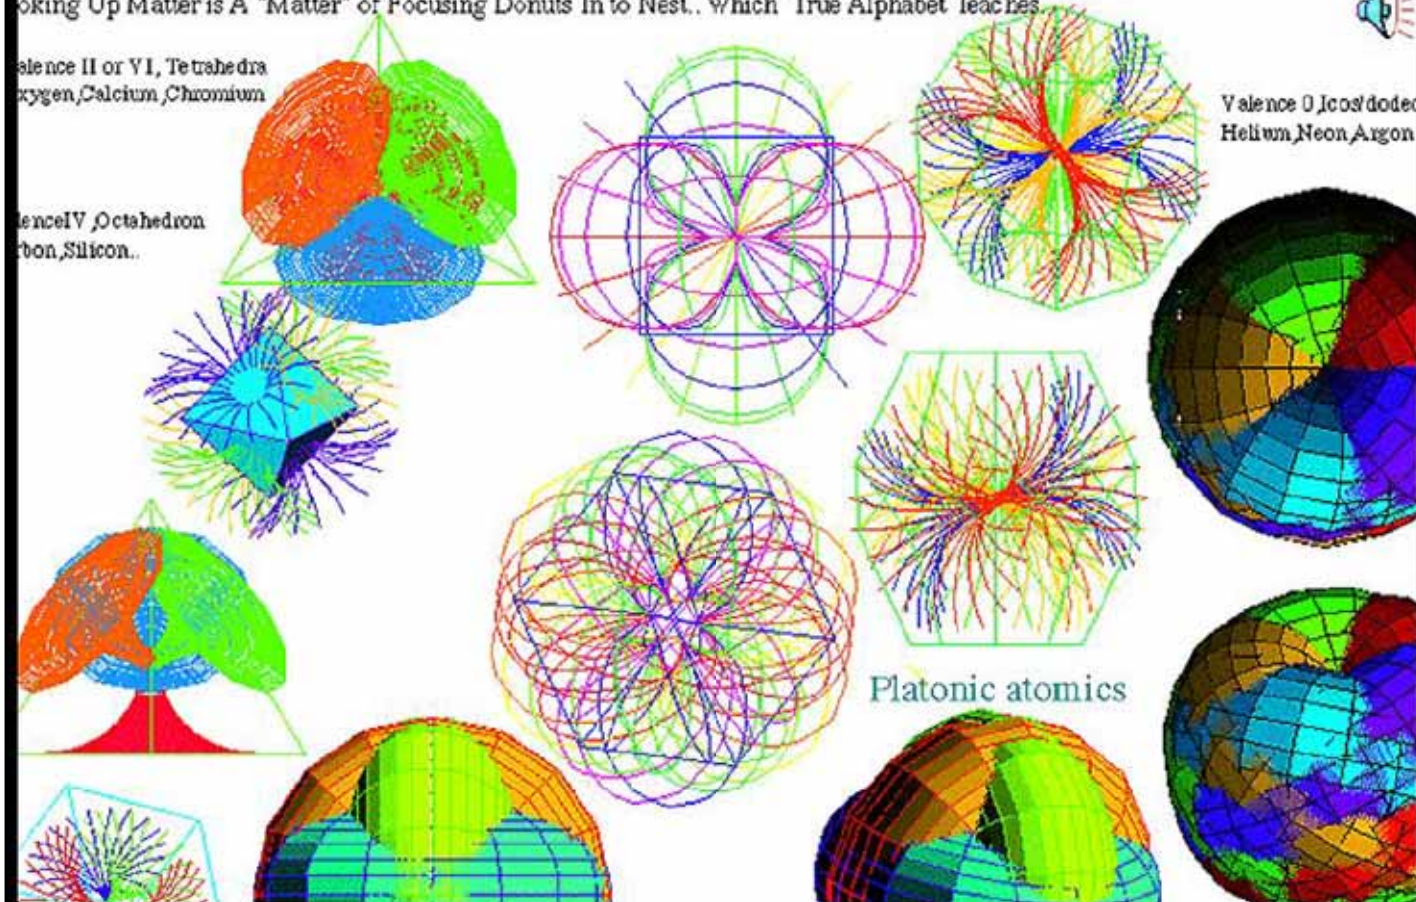 oking Up Matter is A "Matter" of Focusing Donuts In to Nest.. which "True Alphabet" Teaches..
alence II or VI, Tetrahedra
xygen,Calcium,Chromium
Valence 0,Icos/dodec
Helium,Neon,Argon
lenceIV ,Octahedron
rbon,Silicon..
Platonic atomics